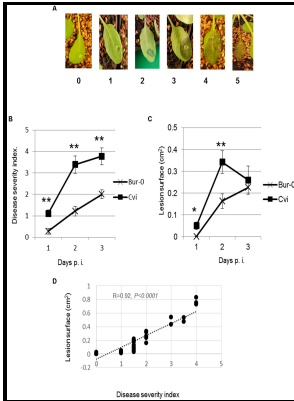 A
0 1 2 3 4 5
B
Disease severity index.
5
4
3
2
1
0
**
**
**
1 2 3
Days p. i.
Bur-0
Cvi
C
Lesion surface (cm²)
0.5
0.4
0.3
0.2
0.1
0
*
**
1 2 3
Days p. i.
Bur-0
Cvi
D
Lesion surface (cm²)
1
0.8
0.6
0.4
0.2
0
-0.2
R=0.92, P<0.0001
0 1 2 3 4 5
Disease severity index